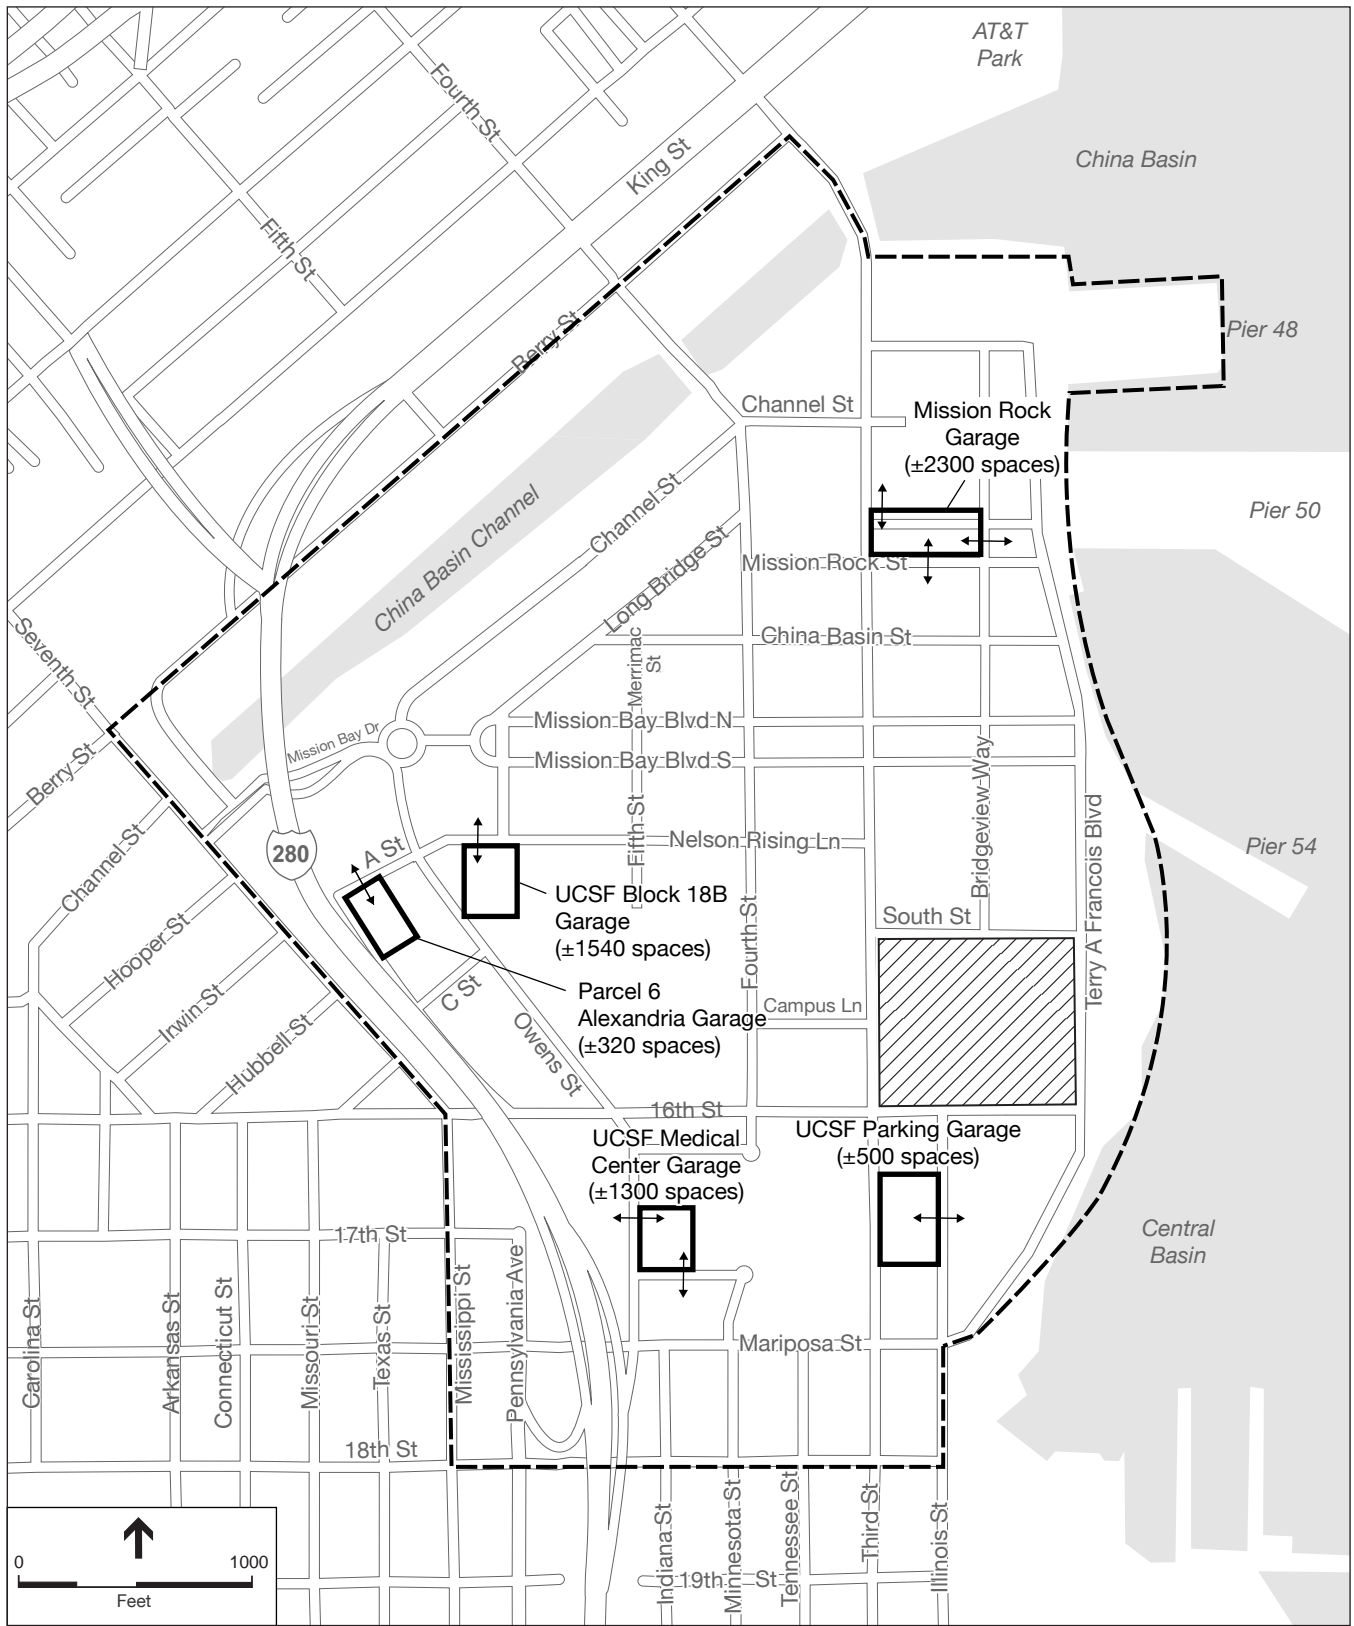 AT&T
Park
Fourth St
China Basin
King St
Fifth St
Berry St
Pier 48
Channel St
Mission Rock
Garage
(±2300 spaces)
China Basin Channel
Channel St
Pier 50
Long Bridge St
Mission Rock St
Seventh St
Merrimac
St
China Basin St
Mission Bay Blvd N
Mission Bay Dr
Mission Bay Blvd S
Berry St
Bridgeview Way
Terry A Francois Blvd
Fifth St
Nelson Rising Ln
Pier 54
280
A St
Channel St
UCSF Block 18B
Garage
(±1540 spaces)
Fourth St
South St
Hooper St
C St
Parcel 6
Alexandria Garage
(±320 spaces)
Campus Ln
Irwin St
Owens St
Hubbell St
16th St
UCSF Medical
Center Garage
(±1300 spaces)
UCSF Parking Garage
(±500 spaces)
17th St
Central
Basin
Carolina St
Arkansas St
Connecticut St
Missouri St
Texas St
Mississippi St
Pennsylvania Ave
Mariposa St
18th St
Indiana St
Minnesota St
Tennessee St
Third St
Illinois St
19th St
0
1000
Feet